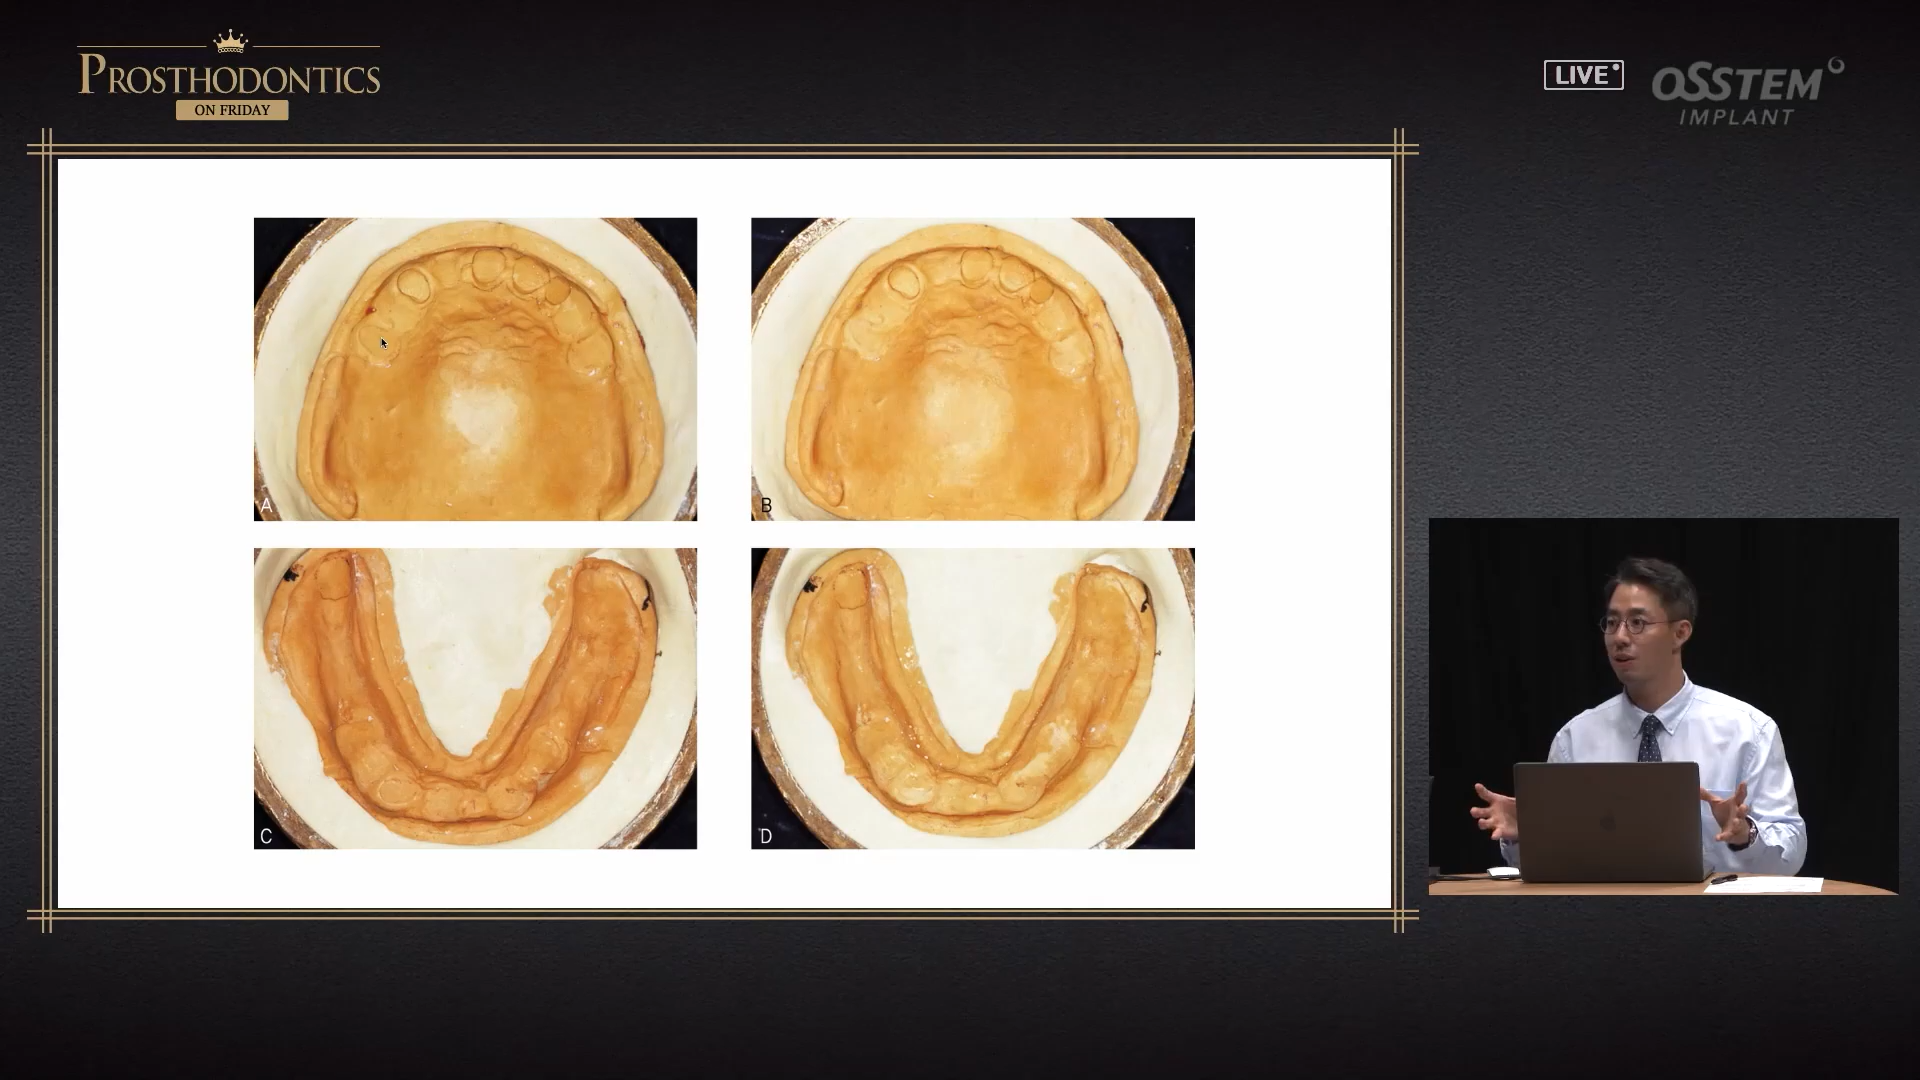 PROSTHODONTICS
ON FRIDAY
LIVE
OSSTEM
IMPLANT
A
B
C
D